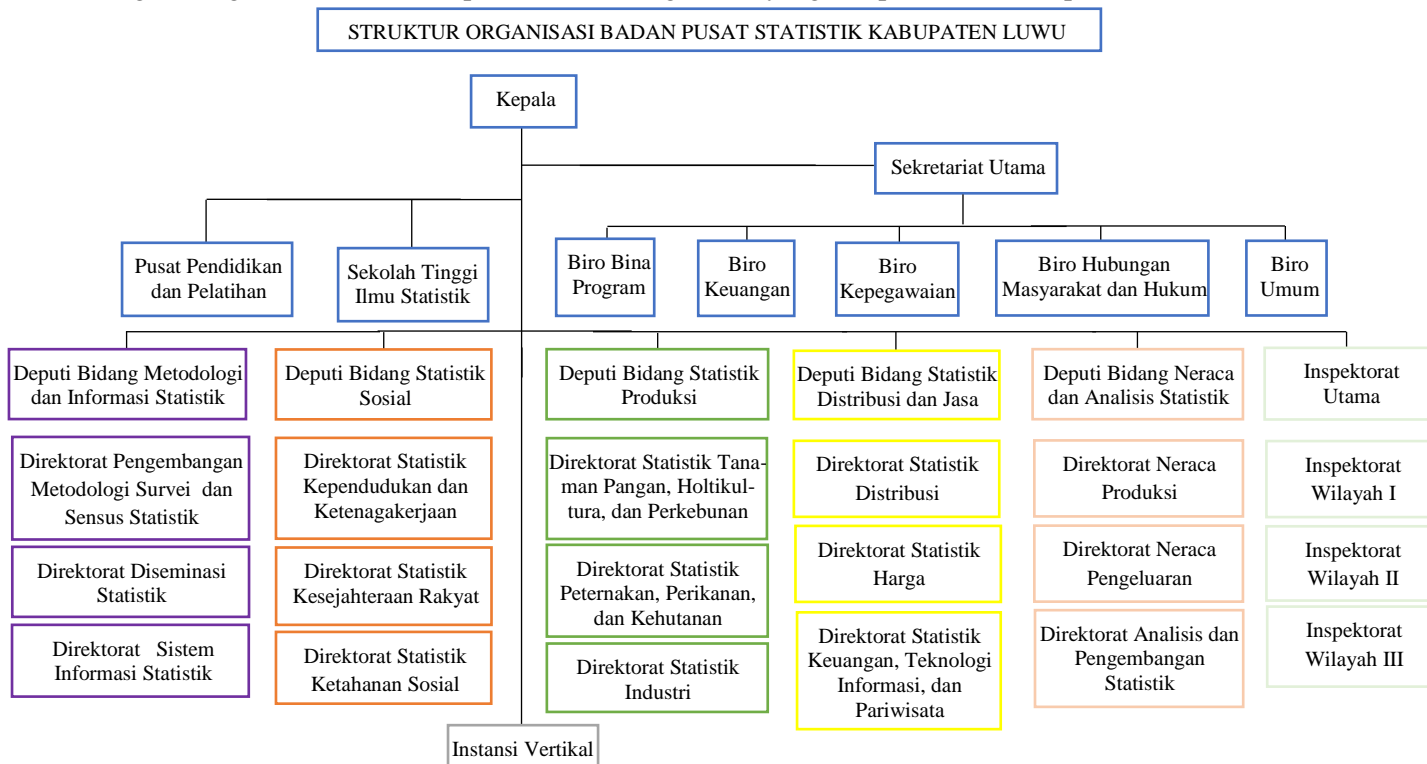 STRUKTUR ORGANISASI BADAN PUSAT STATISTIK KABUPATEN LUWU
Kepala
Sekretariat Utama
Pusat Pendidikan
dan Pelatihan
Sekolah Tinggi
Ilmu Statistik
Biro Bina
Program
Biro
Keuangan
Biro
Kepegawaian
Biro Hubungan
Masyarakat dan Hukum
Biro
Umum
Deputi Bidang Metodologi
dan Informasi Statistik
Deputi Bidang Statistik
Sosial
Deputi Bidang Statistik
Produksi
Deputi Bidang Statistik
Distribusi dan Jasa
Deputi Bidang Neraca
dan Analisis Statistik
Inspektorat
Utama
Direktorat Pengembangan
Metodologi Survei dan
Sensus Statistik
Direktorat Statistik
Kependudukan dan
Ketenagakerjaan
Direktorat Statistik Tana-
man Pangan, Holtikul-
tura, dan Perkebunan
Direktorat Statistik
Distribusi
Direktorat Neraca
Produksi
Inspektorat
Wilayah I
Direktorat Diseminasi
Statistik
Direktorat Statistik
Kesejahteraan Rakyat
Direktorat Statistik
Peternakan, Perikanan,
dan Kehutanan
Direktorat Statistik
Harga
Direktorat Neraca
Pengeluaran
Inspektorat
Wilayah II
Direktorat Sistem
Informasi Statistik
Direktorat Statistik
Ketahanan Sosial
Direktorat Statistik
Industri
Direktorat Statistik
Keuangan, Teknologi
Informasi, dan
Pariwisata
Direktorat Analisis dan
Pengembangan
Statistik
Inspektorat
Wilayah III
Instansi Vertikal